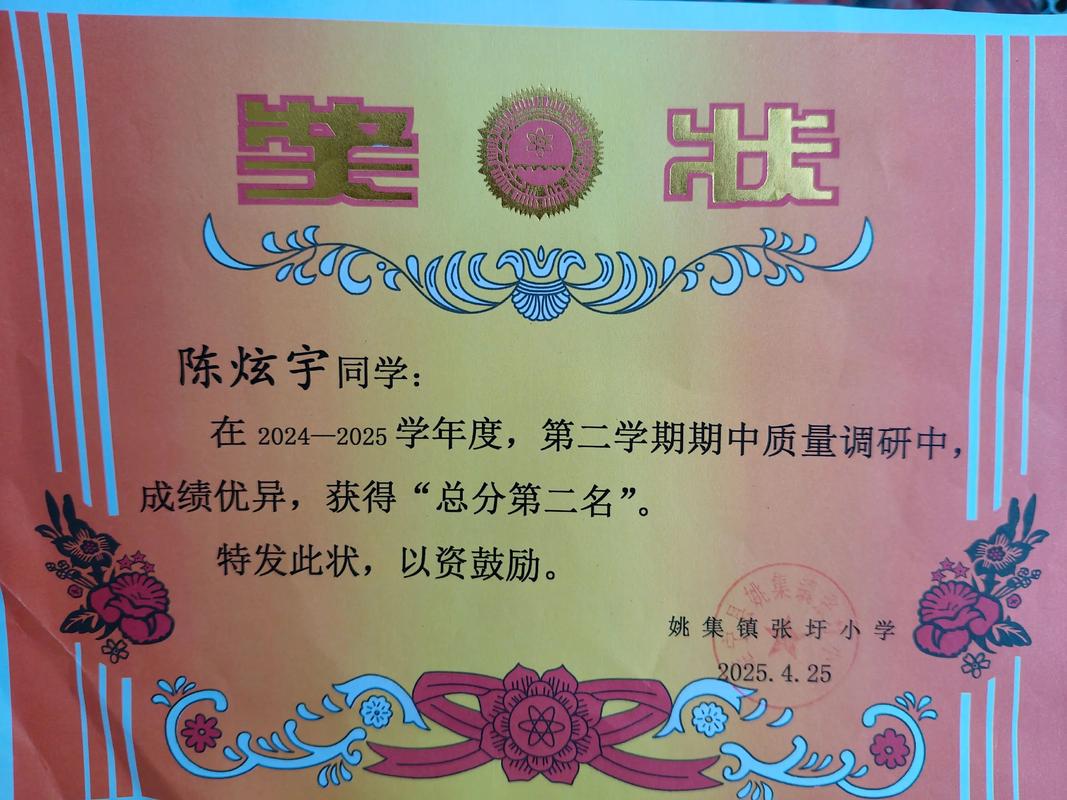 奖状
陈炫宇同学：
在 2024—2025 学年度，第二学期期中质量调研中，
成绩优异，获得“总分第二名”。
特发此状，以资鼓励。
姚集镇张圩小学
2025.4.25